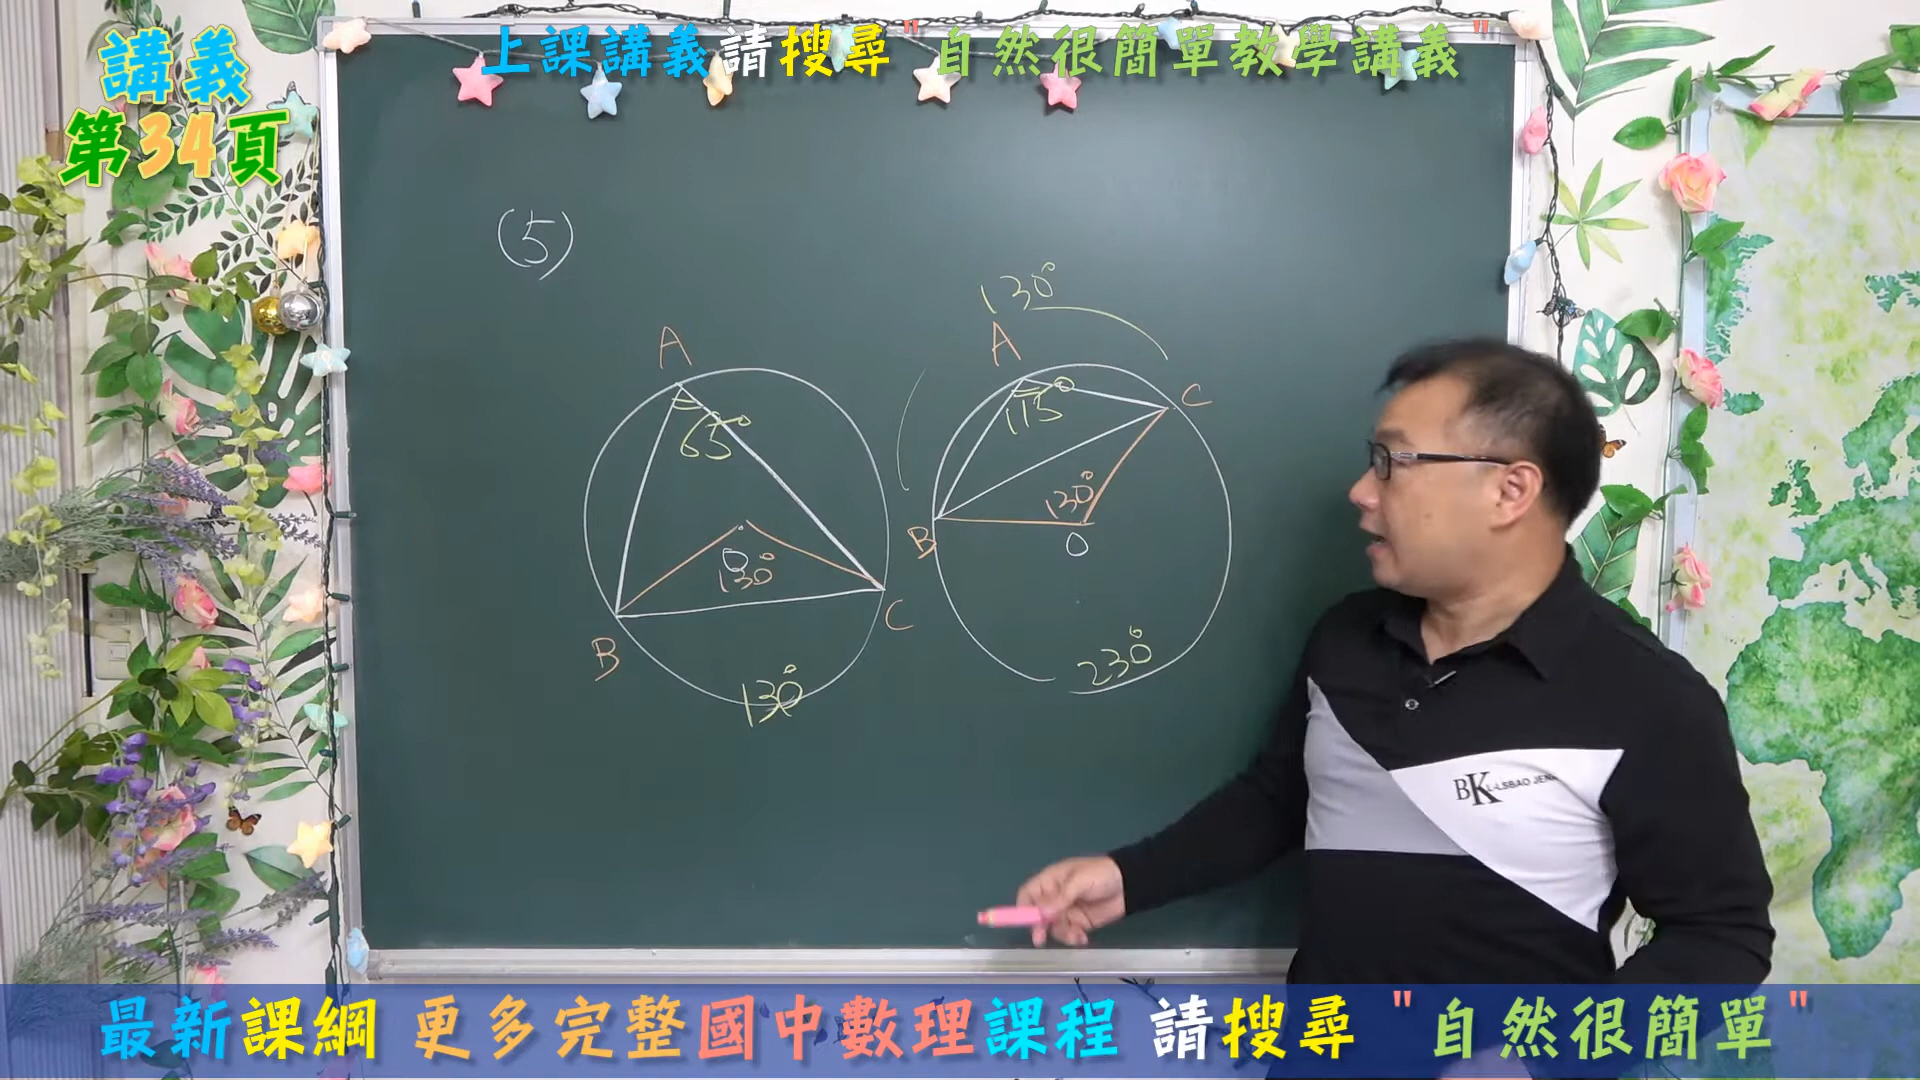 上課講義請搜尋"自然很簡單教學講義"
講義
第34頁
(5)
130°
A
A
C
115°
65°
130°
B
O
O
130°
C
B
230°
130°
BK
最新課綱 更多完整國中數理課程 請搜尋 "自然很簡單"